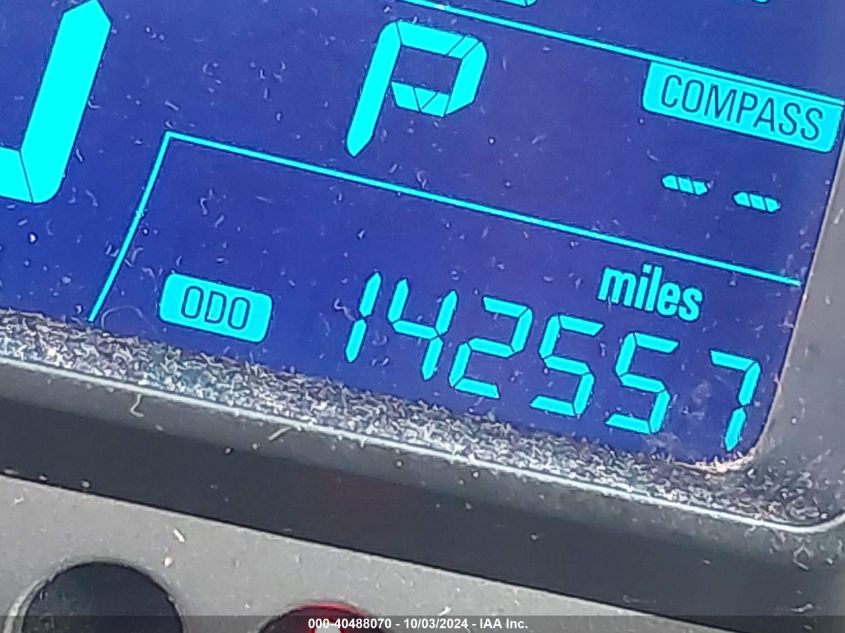 P
COMPASS
--
miles
ODO 142557
000-40488070 - 10/03/2024 - IAA Inc.